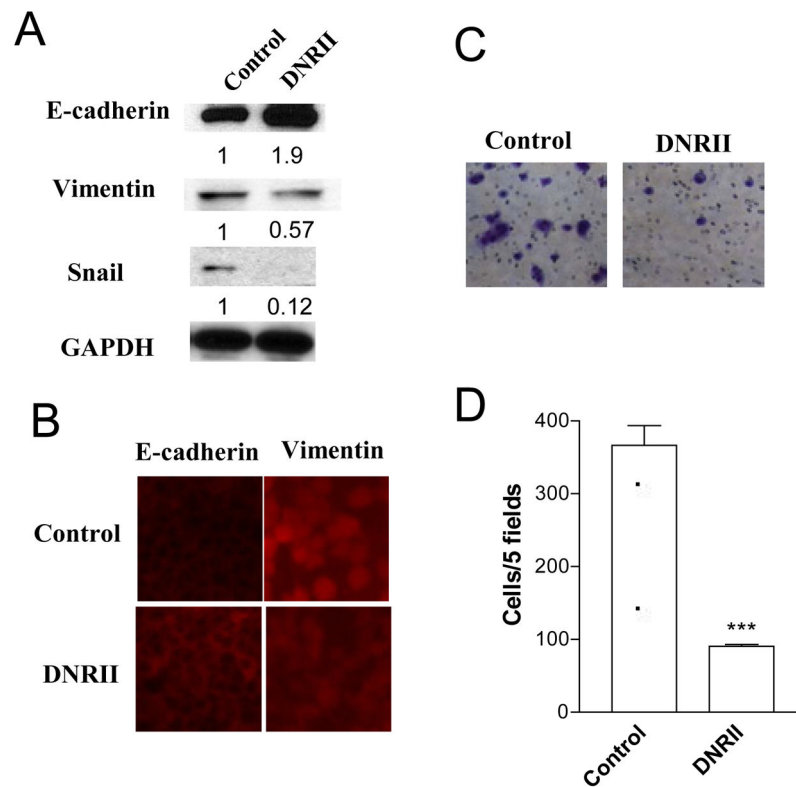 A
Control DNRII
E-cadherin
1 1.9
Vimentin
1 0.57
Snail
1 0.12
GAPDH
B
E-cadherin Vimentin
Control
DNRII
C
Control DNRII
D
Cells/5 fields
400
300
200
100
0
***
Control DNRII